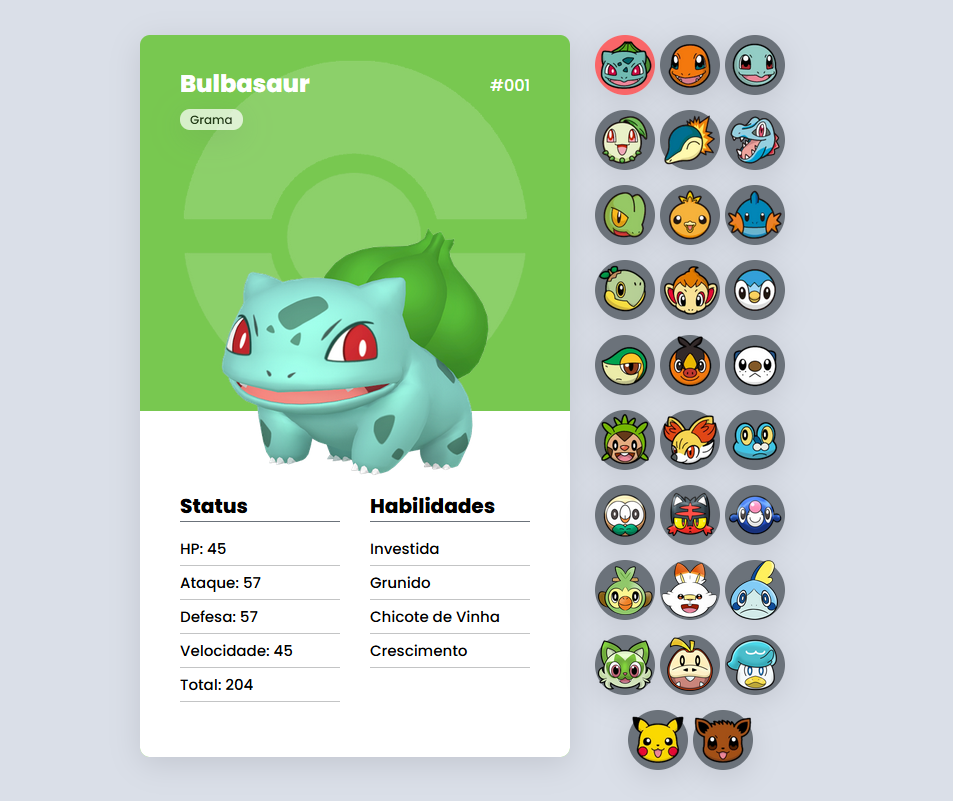 Bulbasaur
#001
Grama
Status
HP: 45
Ataque: 57
Defesa: 57
Velocidade: 45
Total: 204
Habilidades
Investida
Grunido
Chicote de Vinha
Crescimento